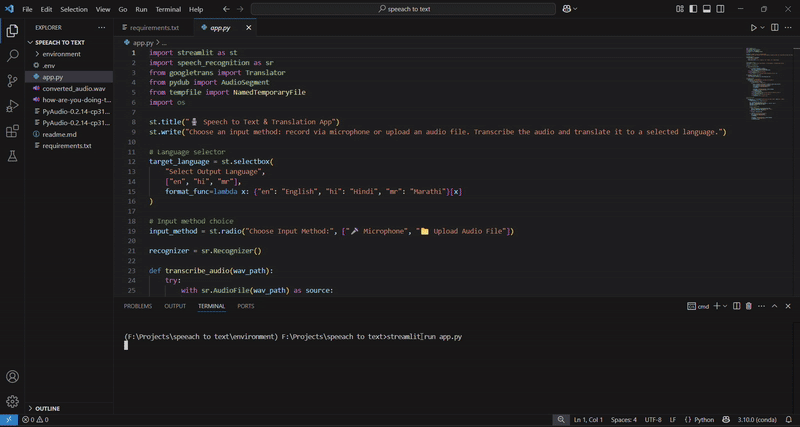 File Edit Selection View Go Run Terminal Help
speeach to text
EXPLORER
requirements.txt
app.py
SPEEACH TO TEXT
environment
.env
app.py
converted_audio.wav
how-are-you-doing-t...
PyAudio-0.2.14-cp31...
PyAudio-0.2.14-cp31...
readme.md
requirements.txt
OUTLINE
app.py > ...
1 import streamlit as st
2 import speech_recognition as sr
3 from googletrans import Translator
4 from pydub import AudioSegment
5 from tempfile import NamedTemporaryFile
6 import os
7
8 st.title("🎙️ Speech to Text & Translation App")
9 st.write("Choose an input method: record via microphone or upload an audio file. Transcribe the audio and translate it to a selected language.")
10
11 # Language selector
12 target_language = st.selectbox(
13 "Select Output Language",
14 ["en", "hi", "mr"],
15 format_func=lambda x: {"en": "English", "hi": "Hindi", "mr": "Marathi"}[x]
16 )
17
18 # Input method choice
19 input_method = st.radio("Choose Input Method:", ["🎤 Microphone", "📁 Upload Audio File"])
20
21 recognizer = sr.Recognizer()
22
23 def transcribe_audio(wav_path):
24 try:
25 with sr.AudioFile(wav_path) as source:
PROBLEMS OUTPUT TERMINAL PORTS
cmd
(F:\Projects\speeach to text\environment) F:\Projects\speeach to text>streamlit run app.py
0 0
Ln 1, Col 1 Spaces: 4 UTF-8 LF {} Python 3.10.0 (conda)